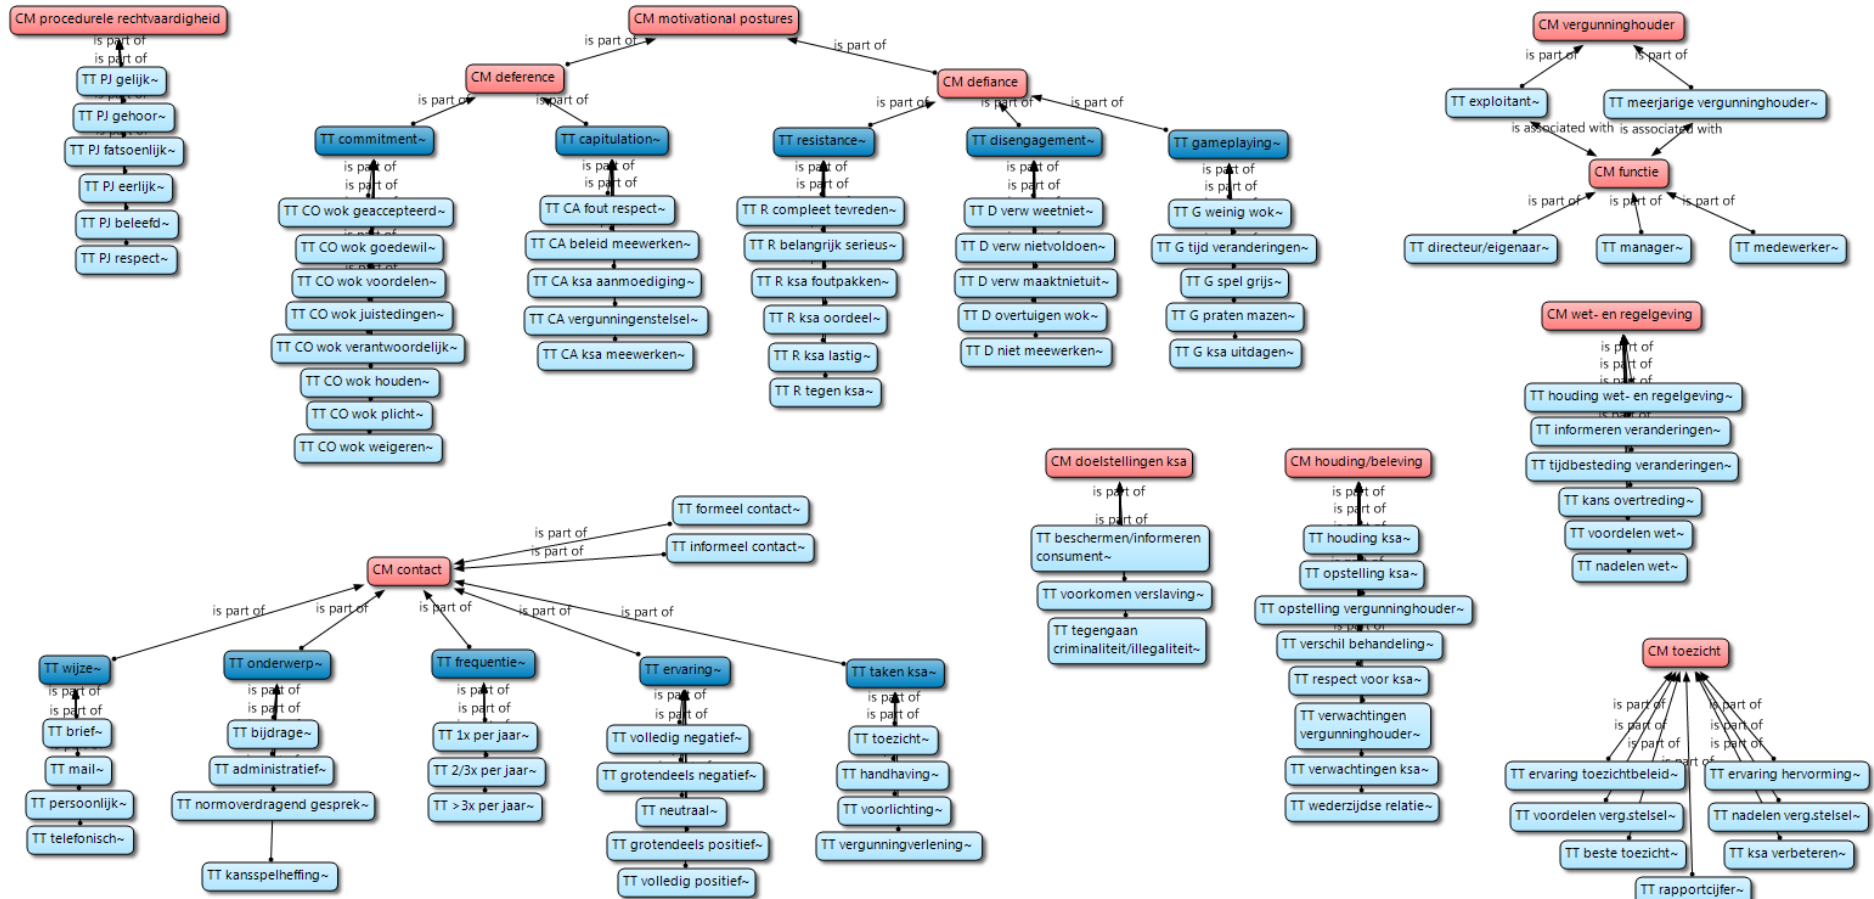 CM procedurele rechtvaardigheid
is part of
is part of
TT PJ gelijk~
TT PJ gehoor~
TT PJ fatsoenlijk~
TT PJ eerlijk~
TT PJ beleefd~
TT PJ respect~
CM motivational postures
is part of
is part of
CM deference
is part of
is part of
CM defiance
is part of
is part of
is part of
TT commitment~
is part of
is part of
TT CO wok geaccepteerd~
TT CO wok goedewil~
TT CO wok voordelen~
TT CO wok juistedingen~
TT CO wok verantwoordelijk~
TT CO wok houden~
TT CO wok plicht~
TT CO wok weigeren~
TT capitulation~
is part of
is part of
TT CA fout respect~
TT CA beleid meewerken~
TT CA ksa aanmoediging~
TT CA vergunningenstelsel~
TT CA ksa meewerken~
TT resistance~
is part of
is part of
TT R compleet tevreden~
TT R belangrijk serieus~
TT R ksa foutpakken~
TT R ksa oordeel~
TT R ksa lastig~
TT R tegen ksa~
TT disengagement~
is part of
is part of
TT D verw weetniet~
TT D verw nietvoldoen~
TT D verw maaktnietuit~
TT D overtuigen wok~
TT D niet meewerken~
TT gameplaying~
is part of
is part of
TT G weinig wok~
TT G tijd veranderingen~
TT G spel grijs~
TT G praten mazen~
TT G ksa uitdagen~
CM vergunninghouder
is part of
is part of
TT exploitant~
TT meerjarige vergunninghouder~
is associated with
is associated with
CM functie
is part of
is part of
is part of
TT directeur/eigenaar~
TT manager~
TT medewerker~
CM wet- en regelgeving
is part of
is part of
is part of
TT houding wet- en regelgeving~
is part of
TT informeren veranderingen~
TT tijdbesteding veranderingen~
TT kans overtreding~
TT voordelen wet~
TT nadelen wet~
CM doelstellingen ksa
is part of
is part of
TT beschermen/informeren
consument~
TT voorkomen verslaving~
TT tegengaan
criminaliteit/illegaliteit~
CM houding/beleving
is part of
is part of
TT houding ksa~
TT opstelling ksa~
TT opstelling vergunninghouder~
is part of
TT verschil behandeling~
TT respect voor ksa~
TT verwachtingen
vergunninghouder~
TT verwachtingen ksa~
TT wederzijdse relatie~
TT formeel contact~
is part of
TT informeel contact~
is part of
CM contact
is part of
is part of
is part of
is part of
is part of
TT wijze~
is part of
is part of
TT brief~
TT mail~
TT persoonlijk~
TT telefonisch~
TT onderwerp~
is part of
is part of
TT bijdrage~
TT administratief~
TT normoverdragend gesprek~
TT kansspelheffing~
TT frequentie~
is part of
is part of
TT 1x per jaar~
TT 2/3x per jaar~
TT >3x per jaar~
TT ervaring~
is part of
is part of
TT volledig negatief~
TT grotendeels negatief~
TT neutraal~
TT grotendeels positief~
TT volledig positief~
TT taken ksa~
is part of
is part of
TT toezicht~
TT handhaving~
TT voorlichting~
TT vergunningverlening~
CM toezicht
is part of
is part of
is part of
is part of
is part of
is part of
is part of
TT ervaring toezichtbeleid~
TT ervaring hervorming~
TT voordelen verg.stelsel~
TT nadelen verg.stelsel~
TT beste toezicht~
TT ksa verbeteren~
TT rapportcijfer~